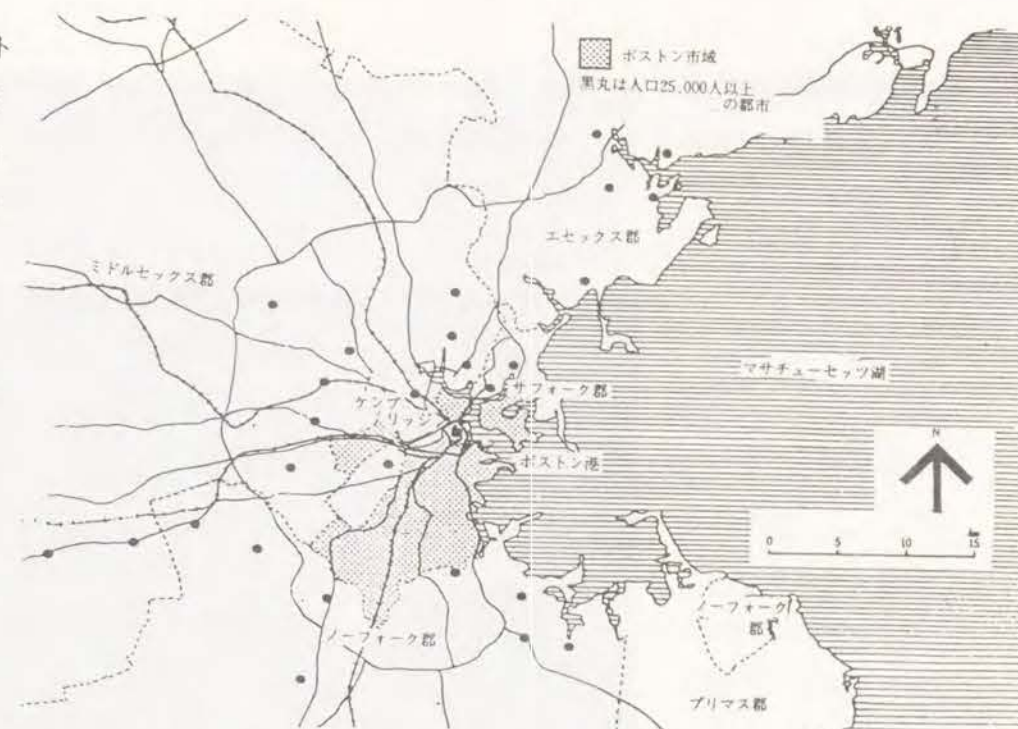 ボストン市域
黒丸は人口25,000人以上
の都市
エセックス郡
ミドルセックス郡
マサチューセッツ湖
サフォーク郡
ケンブ
リッジ
ボストン港
N
km
0 5 10 15
ノーフォーク
郡
ノーフォーク郡
プリマス郡